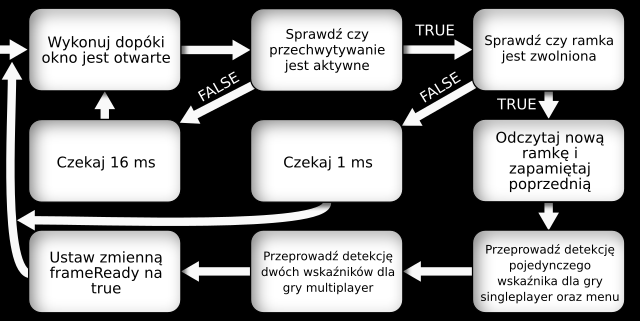 Wykonuj dopóki
okno jest otwarte
Sprawdź czy
przechwytywanie
jest aktywne
TRUE
Sprawdź czy ramka
jest zwolniona
FALSE
FALSE
TRUE
Czekaj 16 ms
Czekaj 1 ms
Odczytaj nową
ramkę i
zapamiętaj
poprzednią
Ustaw zmienną
frameReady na
true
Przeprowadź detekcję
dwóch wskaźników dla
gry multiplayer
Przeprowadź detekcję
pojedynczego
wskaźnika dla gry
singleplayer oraz menu